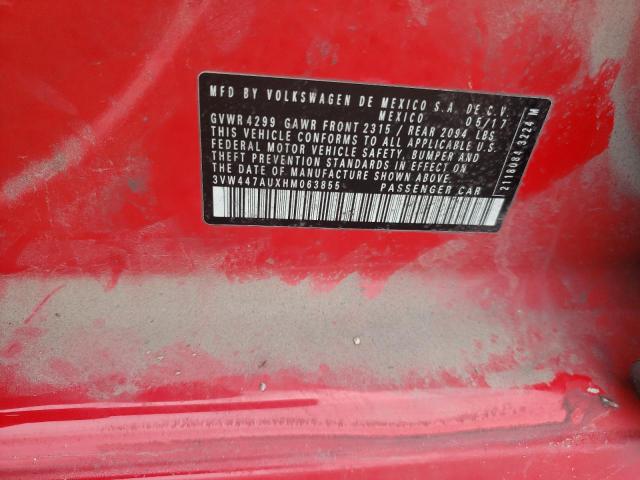 MFD BY VOLKSWAGEN DE MEXICO S.A. DE C.V.
MEXICO 05/17
GVWR 4299 GAWR FRONT 2315 / REAR 2094 LBS
THIS VEHICLE CONFORMS TO ALL APPLICABLE U.S.
FEDERAL MOTOR VEHICLE SAFETY, BUMPER AND
THEFT PREVENTION STANDARDS IN EFFECT ON
THE DATE OF MANUFACTURE SHOWN ABOVE
3VW447AUXHM063855 PASSENGER CAR
2118084 3224 M